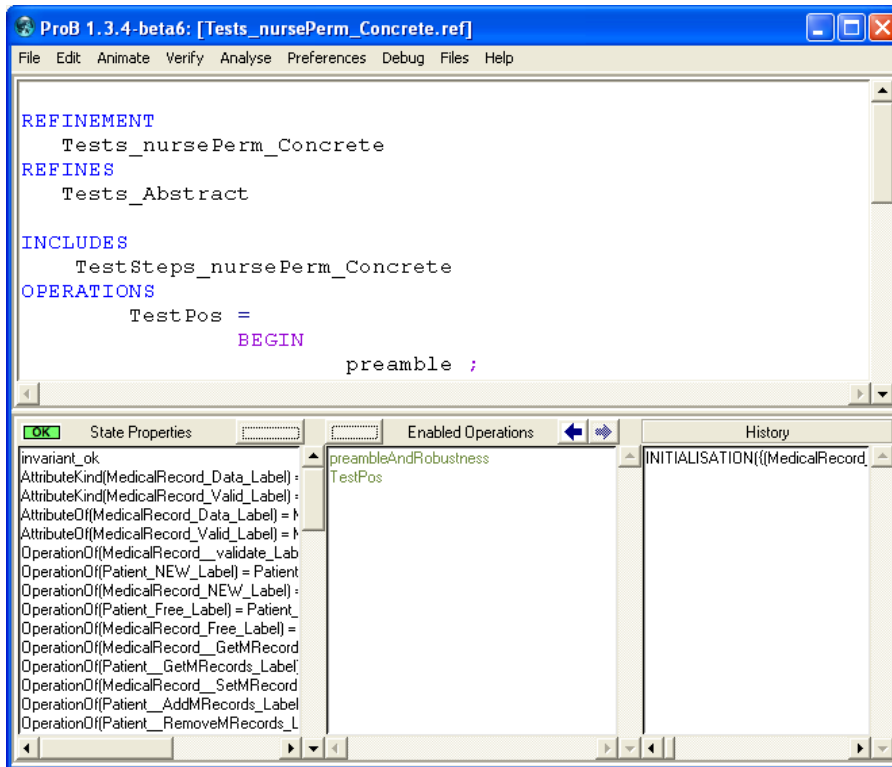 ProB 1.3.4-beta6: [Tests_nursePerm_Concrete.ref]
File Edit Animate Verify Analyse Preferences Debug Files Help
REFINEMENT
Tests_nursePerm_Concrete
REFINES
Tests_Abstract
INCLUDES
TestSteps_nursePerm_Concrete
OPERATIONS
TestPos =
BEGIN
preamble ;
OK State Properties
invariant_ok
AttributeKind(MedicalRecord_Data_Label) =
AttributeKind(MedicalRecord_Valid_Label) =
AttributeOf(MedicalRecord_Data_Label) = M
AttributeOf(MedicalRecord_Valid_Label) = M
OperationOf(MedicalRecord__validate_Lab
OperationOf(Patient_NEW_Label) = Patient
OperationOf(MedicalRecord_NEW_Label) =
OperationOf(Patient_Free_Label) = Patient_
OperationOf(MedicalRecord_Free_Label) =
OperationOf(MedicalRecord__GetMRecord
OperationOf(Patient__GetMRecords_Label)
OperationOf(MedicalRecord__SetMRecord
OperationOf(Patient__AddMRecords_Label
OperationOf(Patient__RemoveMRecords_L
Enabled Operations
preambleAndRobustness
TestPos
History
INITIALISATION({(MedicalRecord_